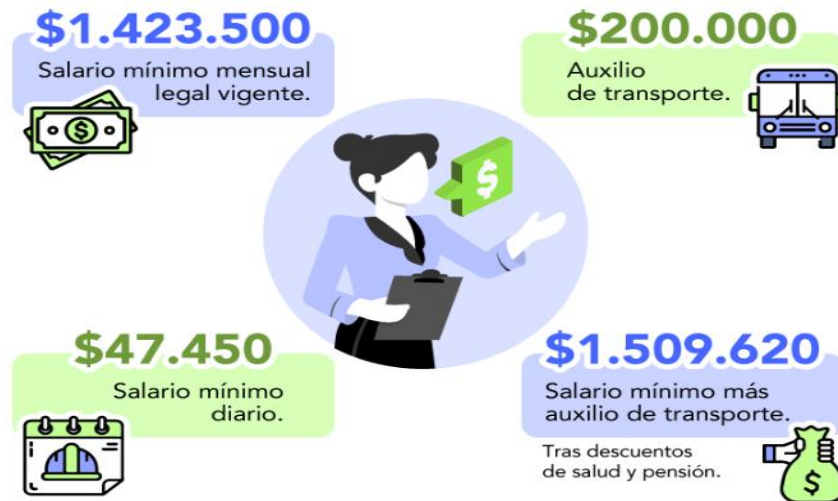 $1.423.500
Salario mínimo mensual
legal vigente.
$200.000
Auxilio
de transporte.
$47.450
Salario mínimo
diario.
$1.509.620
Salario mínimo más
auxilio de transporte.
Tras descuentos
de salud y pensión.